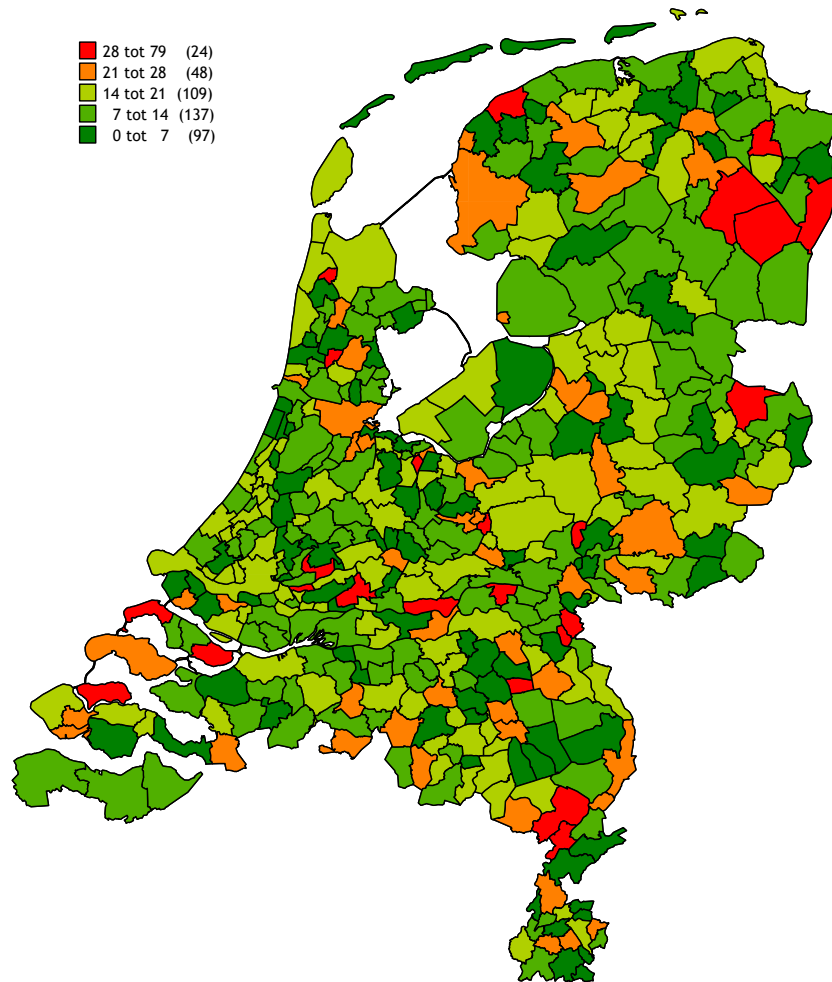 28 tot 79 (24)
21 tot 28 (48)
14 tot 21 (109)
7 tot 14 (137)
0 tot 7 (97)